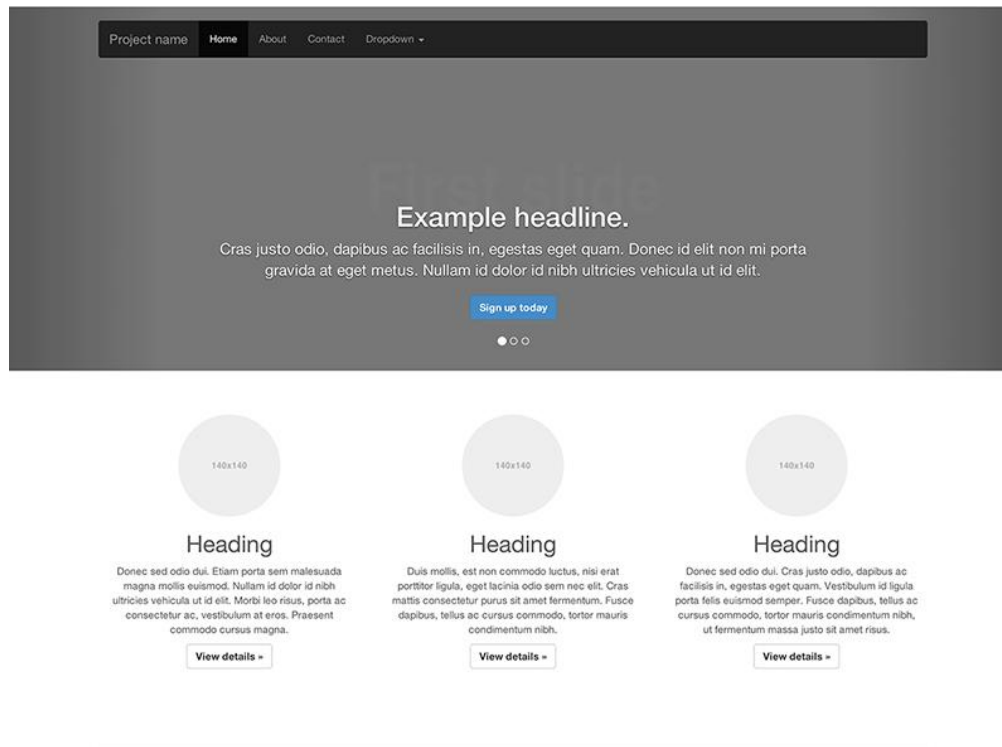 Project name Home About Contact Dropdown
First slide
Example headline.
Cras justo odio, dapibus ac facilisis in, egestas eget quam. Donec id elit non mi porta
gravida at eget metus. Nullam id dolor id nibh ultricies vehicula ut id elit.
Sign up today
140x140
Heading
Donec sed odio dui. Etiam porta sem malesuada
magna mollis euismod. Nullam id dolor id nibh
ultricies vehicula ut id elit. Morbi leo risus, porta ac
consectetur ac, vestibulum at eros. Praesent
commodo cursus magna.
View details »
140x140
Heading
Duis mollis, est non commodo luctus, nisi erat
porttitor ligula, eget lacinia odio sem nec elit. Cras
mattis consectetur purus sit amet fermentum. Fusce
dapibus, tellus ac cursus commodo, tortor mauris
condimentum nibh.
View details »
140x140
Heading
Donec sed odio dui. Cras justo odio, dapibus ac
facilisis in, egestas eget quam. Vestibulum id ligula
porta felis euismod semper. Fusce dapibus, tellus ac
cursus commodo, tortor mauris condimentum nibh,
ut fermentum massa justo sit amet risus.
View details »